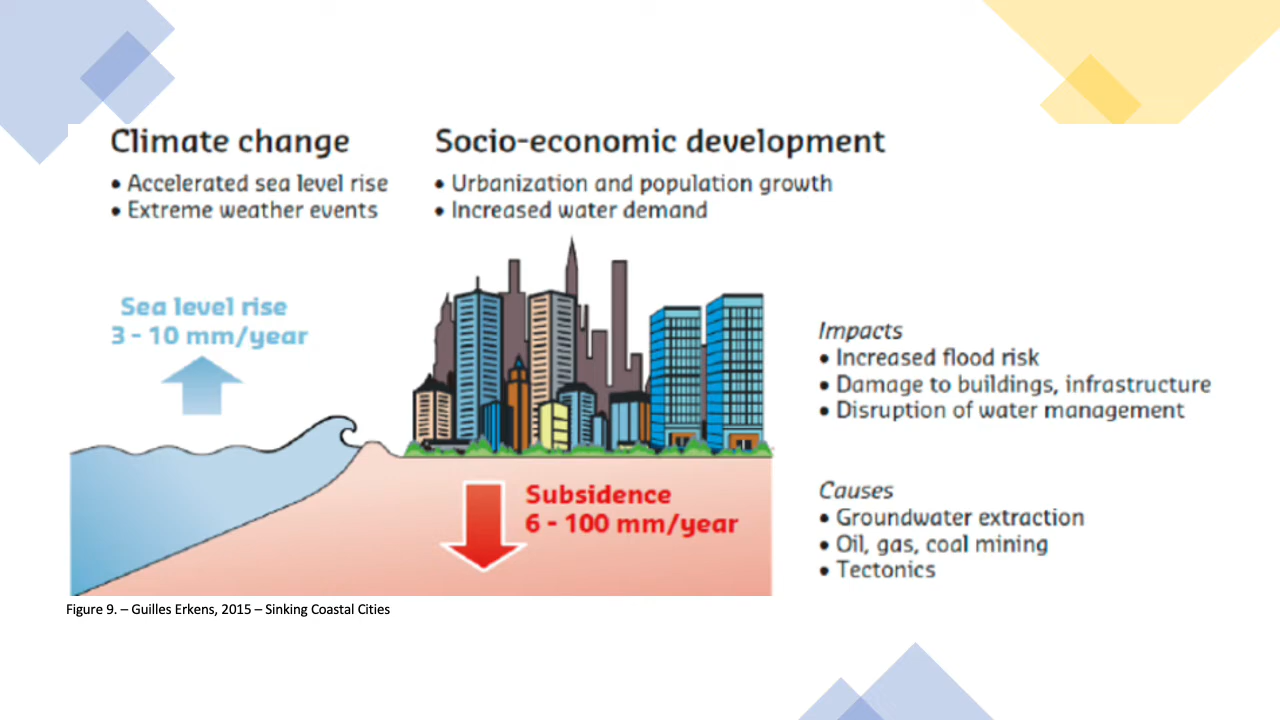 Climate change
• Accelerated sea level rise
• Extreme weather events
Socio-economic development
• Urbanization and population growth
• Increased water demand
Sea level rise
3 - 10 mm/year
Impacts
• Increased flood risk
• Damage to buildings, infrastructure
• Disruption of water management
Subsidence
6 - 100 mm/year
Causes
• Groundwater extraction
• Oil, gas, coal mining
• Tectonics
Figure 9. – Guilles Erkens, 2015 – Sinking Coastal Cities